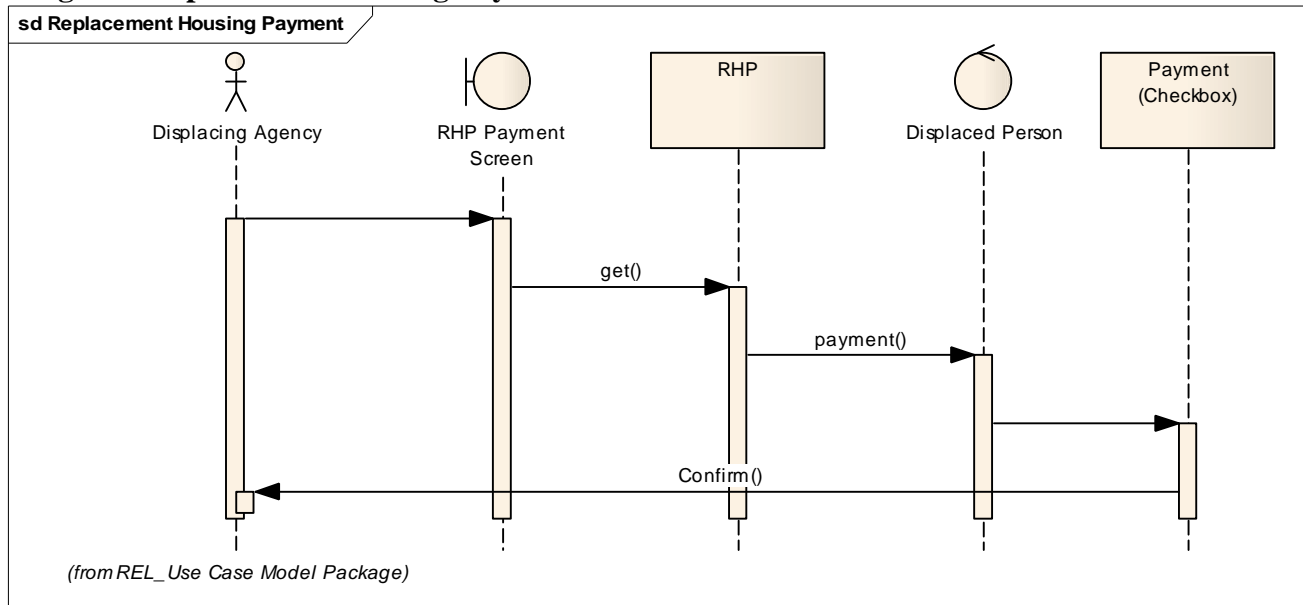 sd Replacement Housing Payment
Displacing Agency
RHP Payment
Screen
RHP
Displaced Person
Payment
(Checkbox)
get()
payment()
Confirm()
(from REL_Use Case Model Package)